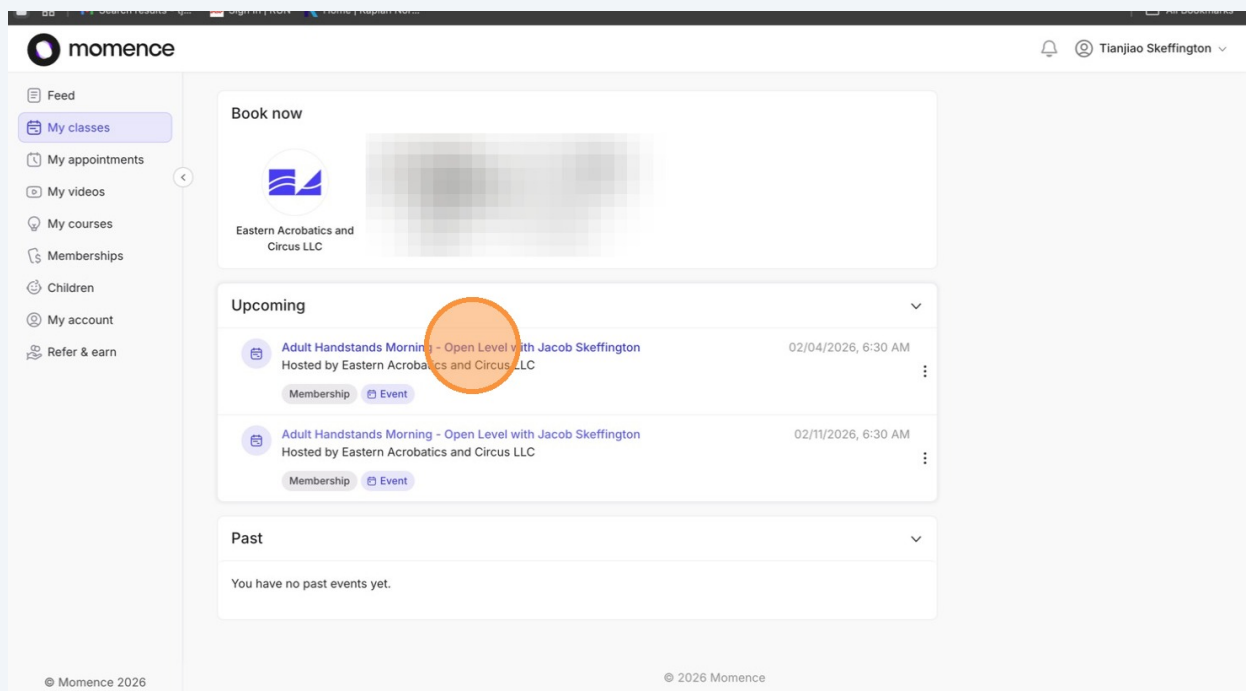 momence
Tianjiao Skeffington
Feed
My classes
My appointments
My videos
My courses
Memberships
Children
My account
Refer & earn
© Momence 2026
Book now
Eastern Acrobatics and
Circus LLC
Upcoming
Adult Handstands Morning - Open Level with Jacob Skeffington
02/04/2026, 6:30 AM
Hosted by Eastern Acrobatics and Circus LLC
Membership Event
Adult Handstands Morning - Open Level with Jacob Skeffington
02/11/2026, 6:30 AM
Hosted by Eastern Acrobatics and Circus LLC
Membership Event
Past
You have no past events yet.
© 2026 Momence